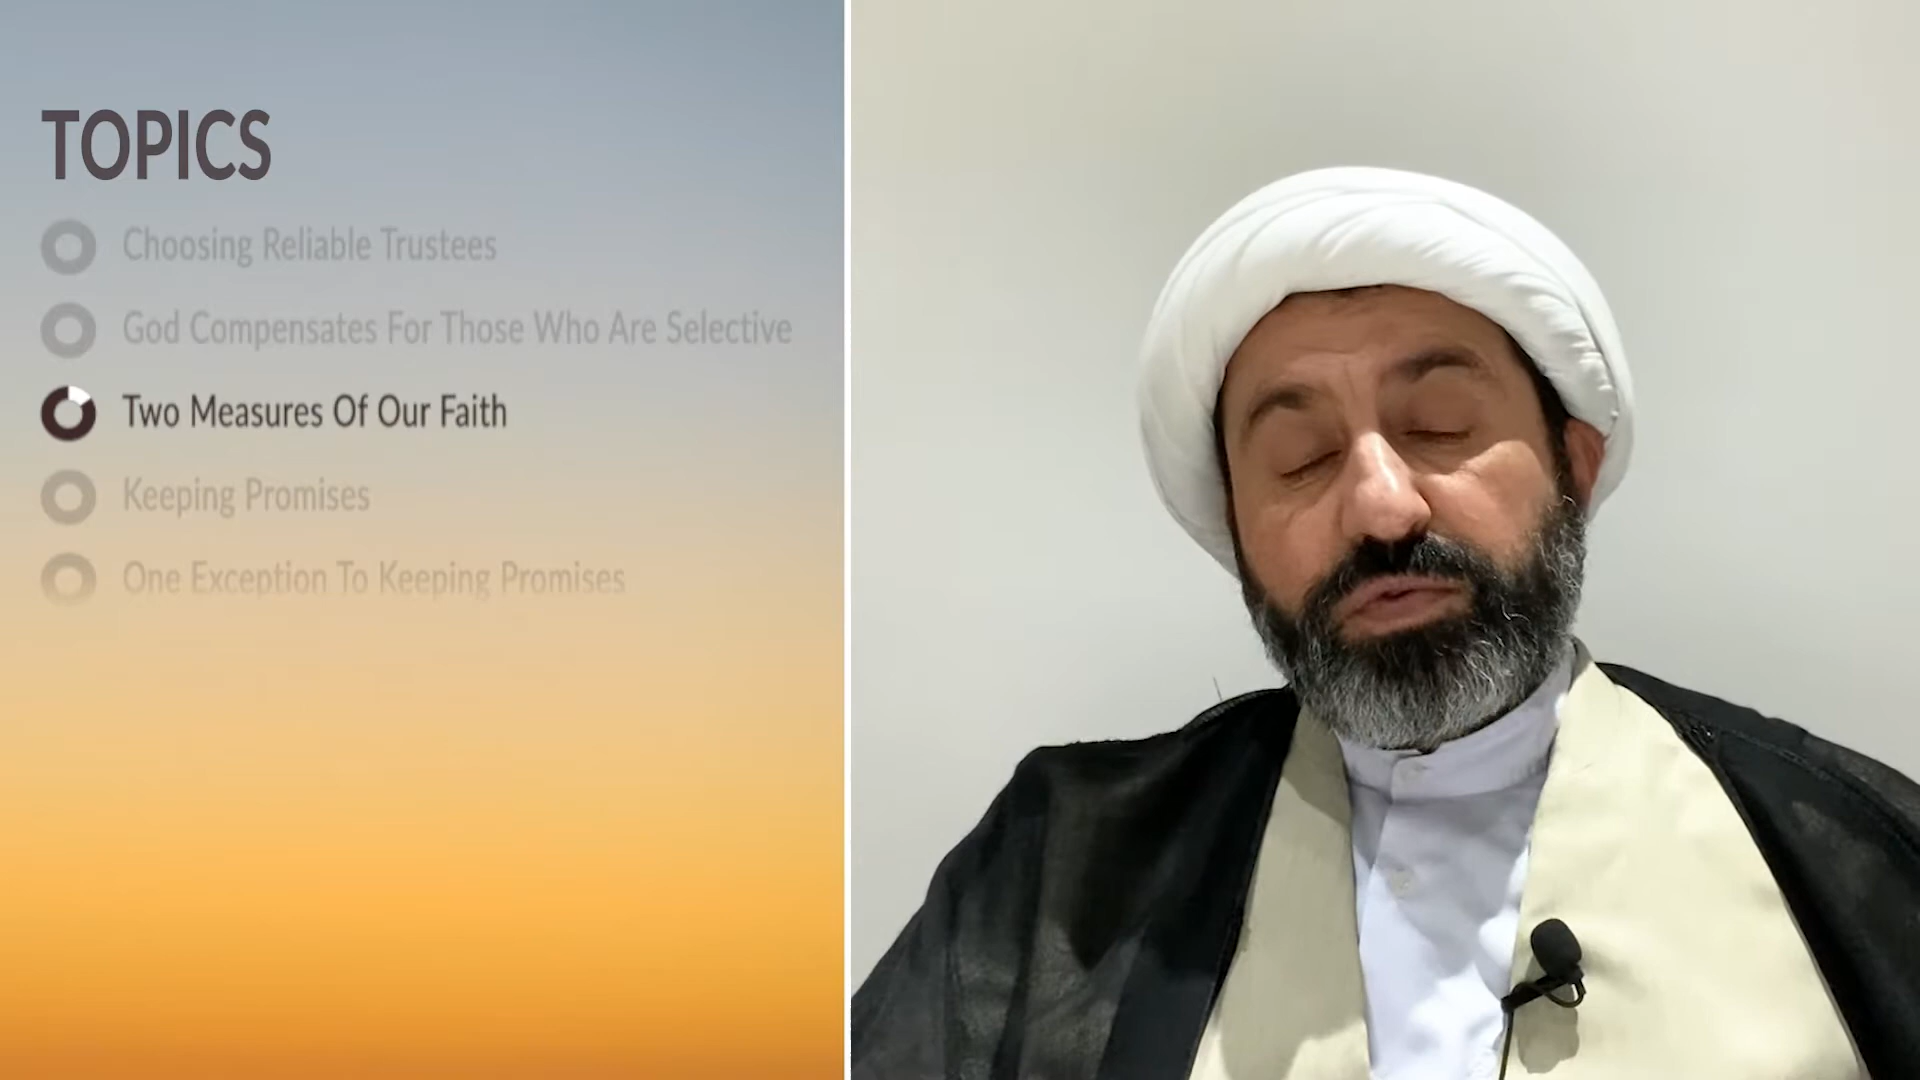 TOPICS
Choosing Reliable Trustees
God Compensates For Those Who Are Selective
Two Measures Of Our Faith
Keeping Promises
One Exception To Keeping Promises